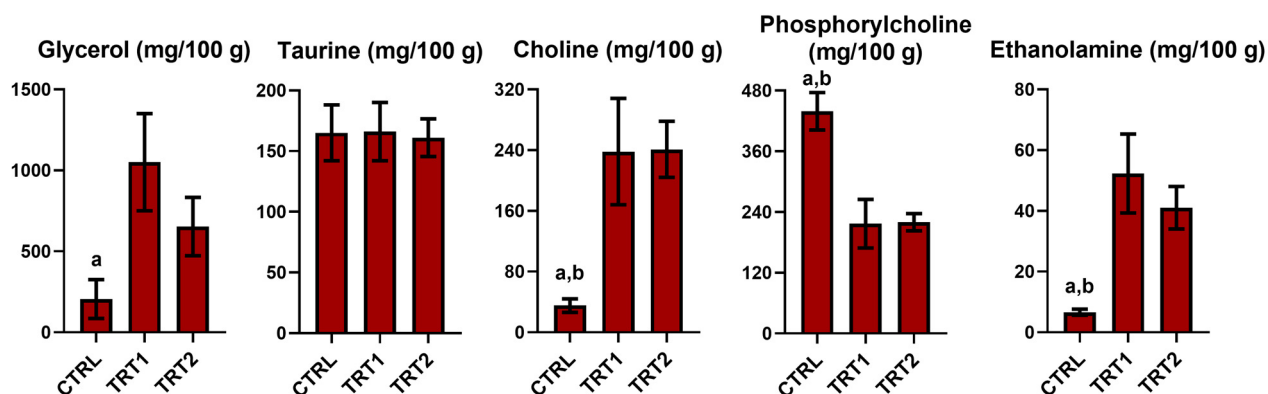 Glycerol (mg/100 g)
1500
1000
500
0
a
CTRL
TRT1
TRT2
Taurine (mg/100 g)
200
150
100
50
0
CTRL
TRT1
TRT2
Choline (mg/100 g)
320
240
160
80
0
a,b
CTRL
TRT1
TRT2
Phosphorylcholine
(mg/100 g)
480
360
240
120
0
a,b
CTRL
TRT1
TRT2
Ethanolamine (mg/100 g)
80
60
40
20
0
a,b
CTRL
TRT1
TRT2